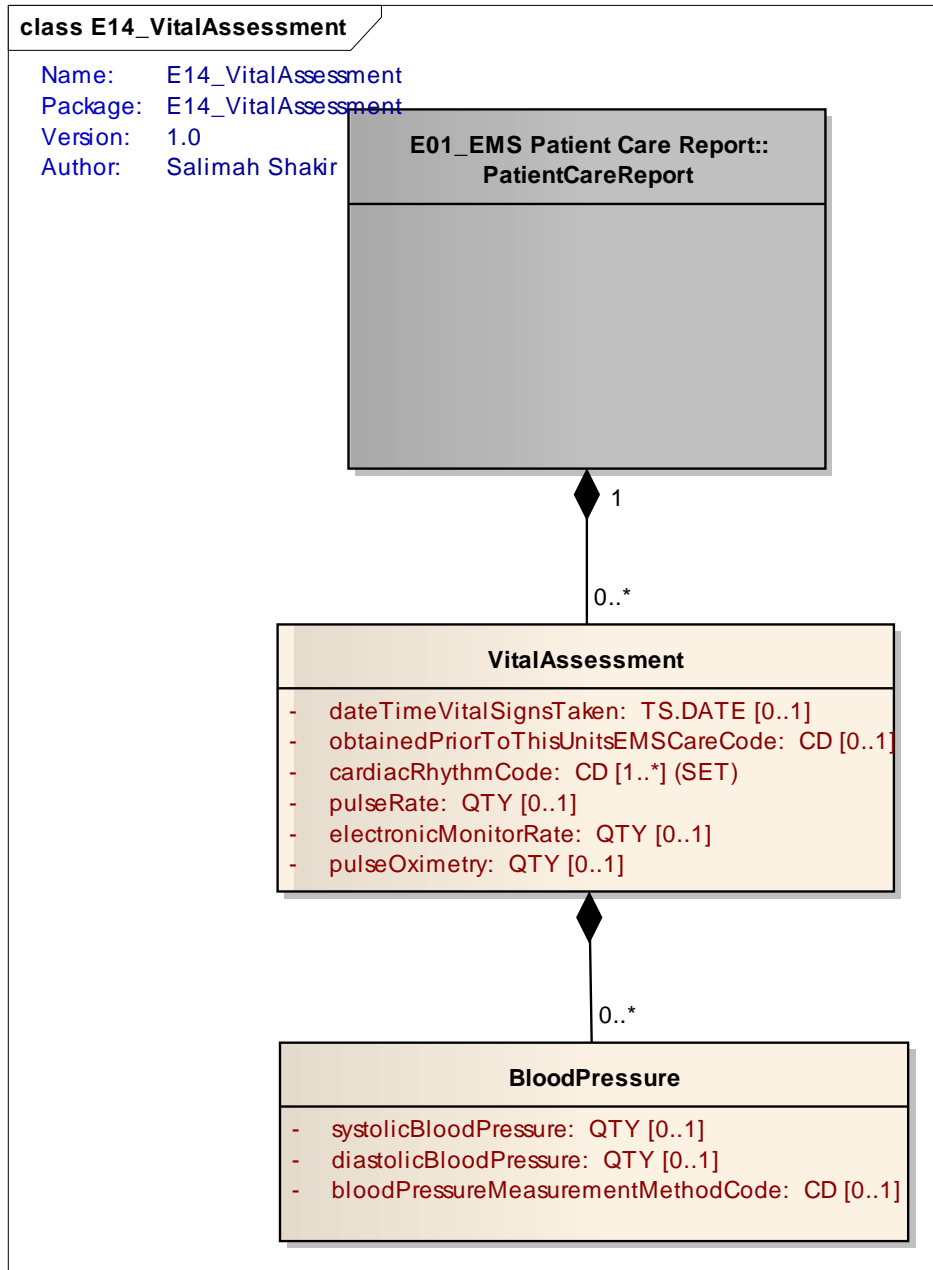 class E14_VitalAssessment
Name: E14_VitalAssessment
Package: E14_VitalAssessment
Version: 1.0
Author: Salimah Shakir
E01_EMS Patient Care Report::
PatientCareReport
1
0..*
VitalAssessment
- dateTimeVitalSignsTaken: TS.DATE [0..1]
- obtainedPriorToThisUnitsEMSCareCode: CD [0..1]
- cardiacRhythmCode: CD [1..*] (SET)
- pulseRate: QTY [0..1]
- electronicMonitorRate: QTY [0..1]
- pulseOximetry: QTY [0..1]
0..*
BloodPressure
- systolicBloodPressure: QTY [0..1]
- diastolicBloodPressure: QTY [0..1]
- bloodPressureMeasurementMethodCode: CD [0..1]